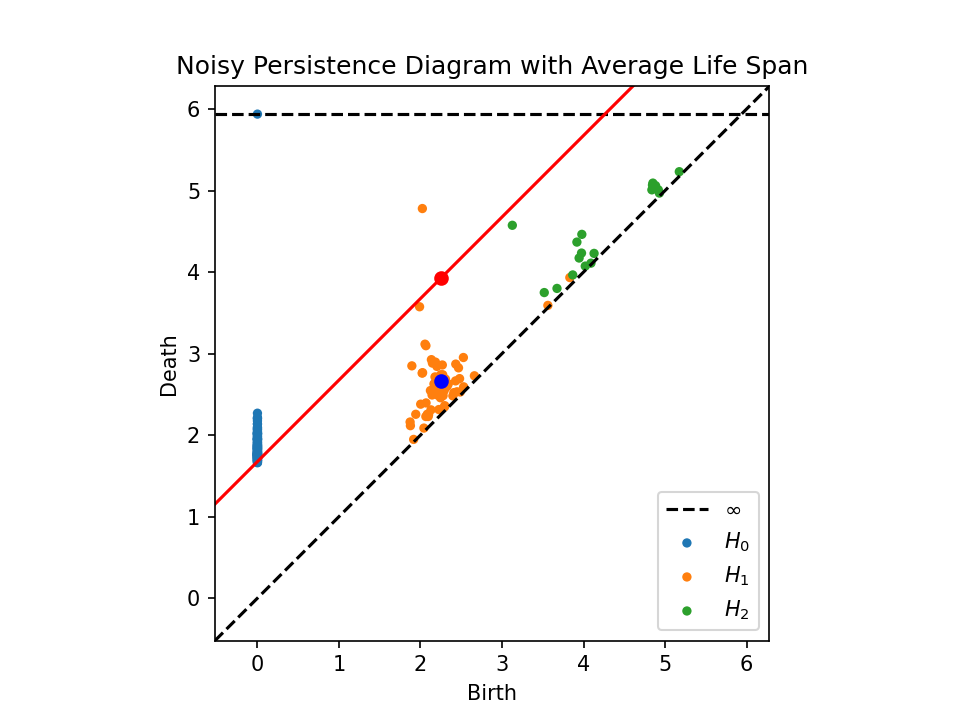 Noisy Persistence Diagram with Average Life Span
Death
6
5
4
3
2
1
0
∞
H₀
H₁
H₂
0 1 2 3 4 5 6
Birth